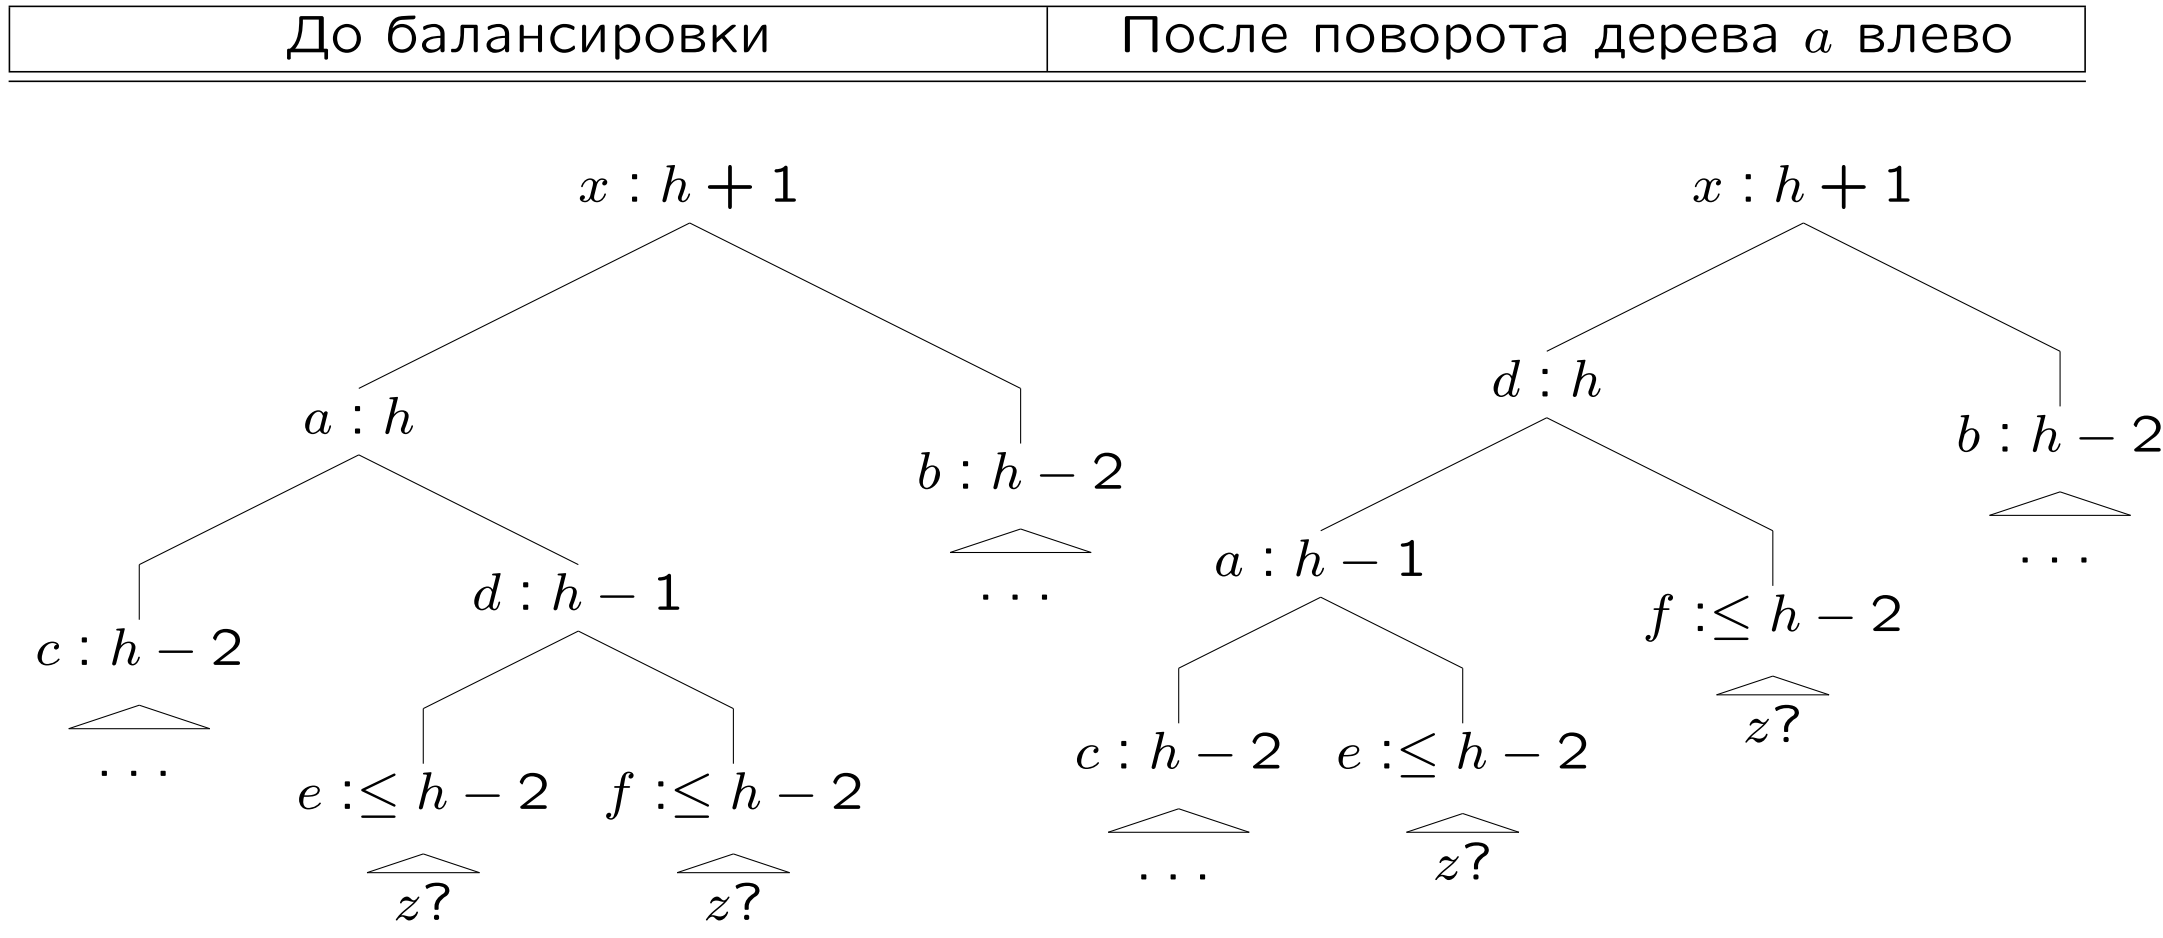 До балансировки После поворота дерева a влево
x : h + 1 x : h + 1
d : h
a : h b : h − 2
b : h − 2
a : h − 1
d : h − 1 f :≤ h − 2
c : h − 2 z?
c : h − 2 e :≤ h − 2
. . .
e :≤ h − 2 f :≤ h − 2
. . . z?
z? z?
. . .
. . .